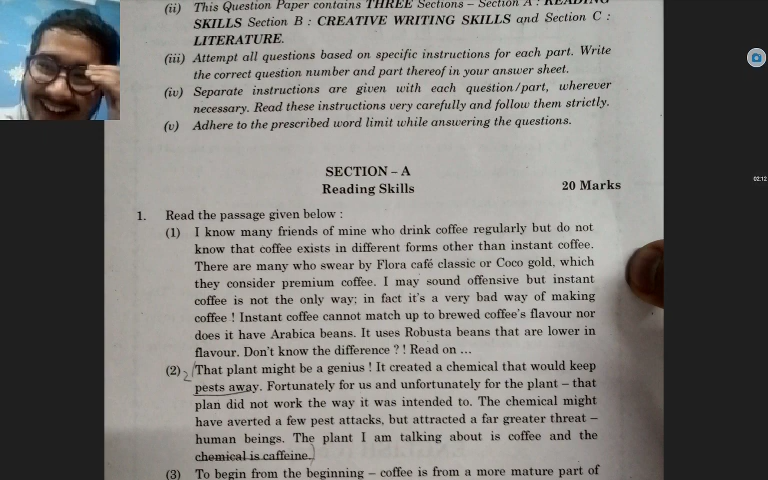 (ii) This Question Paper contains THREE Sections – Section A : READING
SKILLS Section B : CREATIVE WRITING SKILLS and Section C :
LITERATURE.
(iii) Attempt all questions based on specific instructions for each part. Write
the correct question number and part thereof in your answer sheet.
(iv) Separate instructions are given with each question/part, wherever
necessary. Read these instructions very carefully and follow them strictly.
(v) Adhere to the prescribed word limit while answering the questions.
SECTION – A
Reading Skills 20 Marks
1. Read the passage given below :
(1) I know many friends of mine who drink coffee regularly but do not
know that coffee exists in different forms other than instant coffee.
There are many who swear by Flora café classic or Coco gold, which
they consider premium coffee. I may sound offensive but instant
coffee is not the only way; in fact it's a very bad way of making
coffee ! Instant coffee cannot match up to brewed coffee's flavour nor
does it have Arabica beans. It uses Robusta beans that are lower in
flavour. Don't know the difference ? ! Read on ...
(2) 2 That plant might be a genius ! It created a chemical that would keep
pests away. Fortunately for us and unfortunately for the plant – that
plan did not work the way it was intended to. The chemical might
have averted a few pest attacks, but attracted a far greater threat –
human beings. The plant I am talking about is coffee and the
chemical is caffeine.
(3) To begin from the beginning – coffee is from a more mature part of
02:12